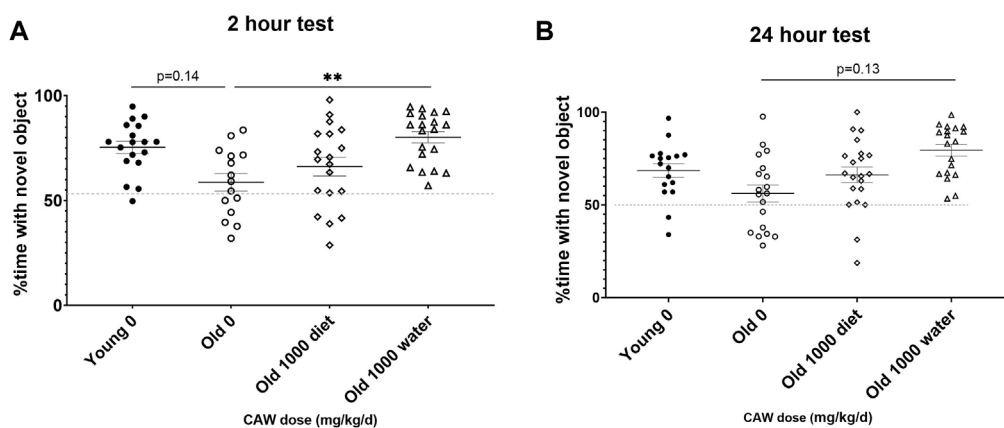 A
2 hour test
p=0.14
**
%time with novel object
100
50
0
Young 0
Old 0
Old 1000 diet
Old 1000 water
CAW dose (mg/kg/d)
B
24 hour test
p=0.13
%time with novel object
100
50
0
Young 0
Old 0
Old 1000 diet
Old 1000 water
CAW dose (mg/kg/d)